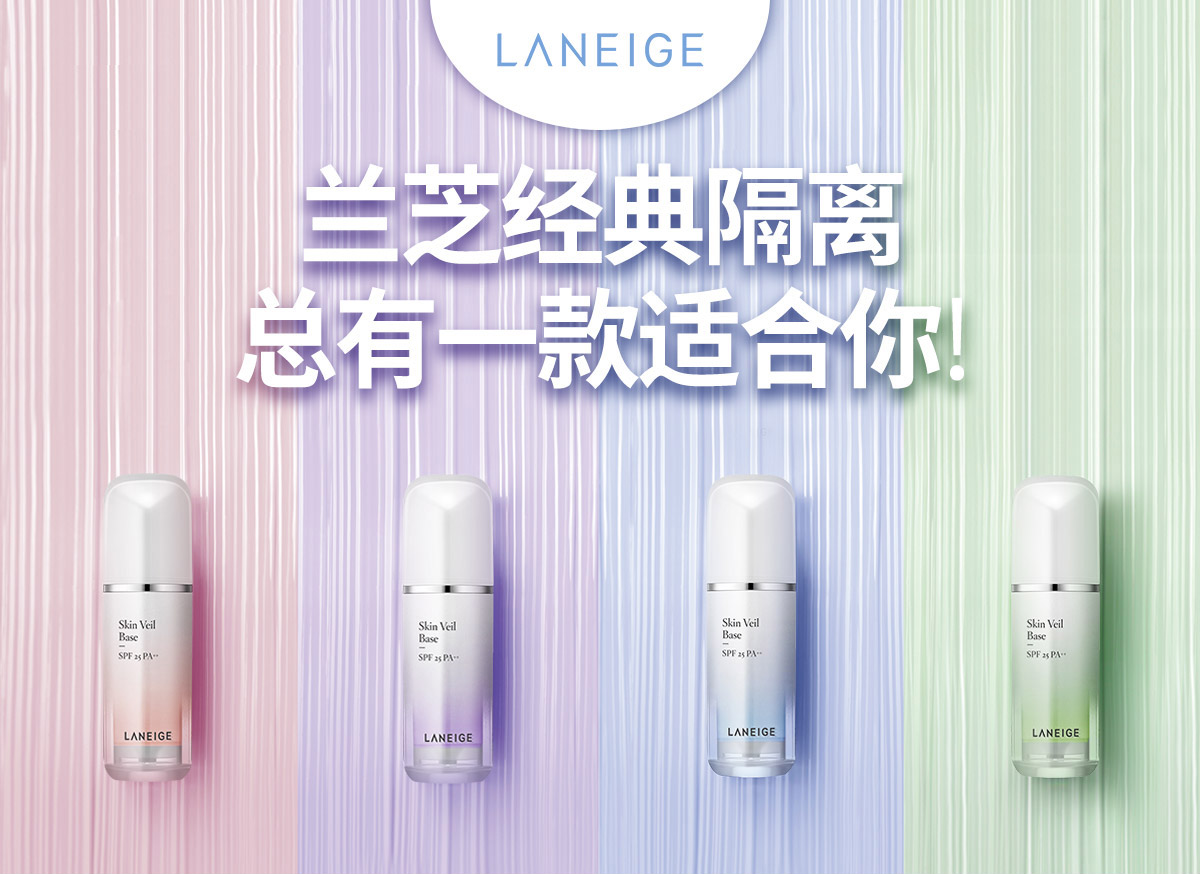 LANEIGE
兰芝经典隔离
总有一款适合你!
Skin Veil
Base
SPF 25 PA++
LANEIGE
Skin Veil
Base
SPF 25 PA++
LANEIGE
Skin Veil
Base
SPF 25 PA++
LANEIGE
Skin Veil
Base
SPF 25 PA++
LANEIGE